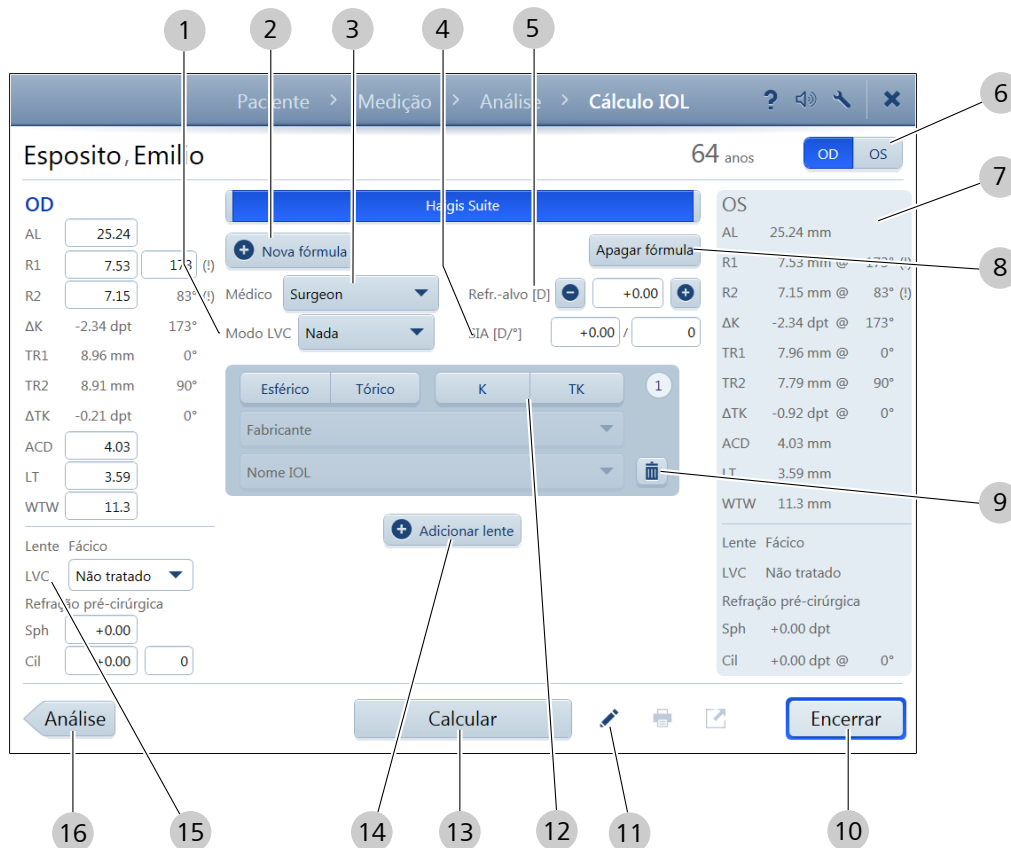 1 2 3 4 5
Paciente > Medição > Análise > Cálculo IOL ?
6
Esposito, Emilio 64 anos OD OS
7
OD
AL 25.24
R1 7.53 173 (!)
R2 7.15 83° (!)
ΔK -2.34 dpt 173°
TR1 8.96 mm 0°
TR2 8.91 mm 90°
ΔTK -0.21 dpt 0°
ACD 4.03
LT 3.59
WTW 11.3
Lente Fácico
LVC Não tratado
Refração pré-cirúrgica
Sph +0.00
Cil +0.00 0
Haigis Suite
Nova fórmula Apagar fórmula
Médico Surgeon Refr.-alvo [D] +0.00
Modo LVC Nada SIA [D/°] +0.00 / 0
Esférico Tórico K TK 1
Fabricante
Nome IOL
Adicionar lente
OS
AL 25.24 mm
R1 7.53 mm @ 173° (!)
R2 7.15 mm @ 83° (!)
ΔK -2.34 dpt @ 173°
TR1 7.96 mm @ 0°
TR2 7.79 mm @ 90°
ΔTK -0.92 dpt @ 0°
ACD 4.03 mm
LT 3.59 mm
WTW 11.3 mm
Lente Fácico
LVC Não tratado
Refração pré-cirúrgica
Sph +0.00 dpt
Cil +0.00 dpt @ 0°
8
9
Análise Calcular Encerrar
16 15 14 13 12 11 10